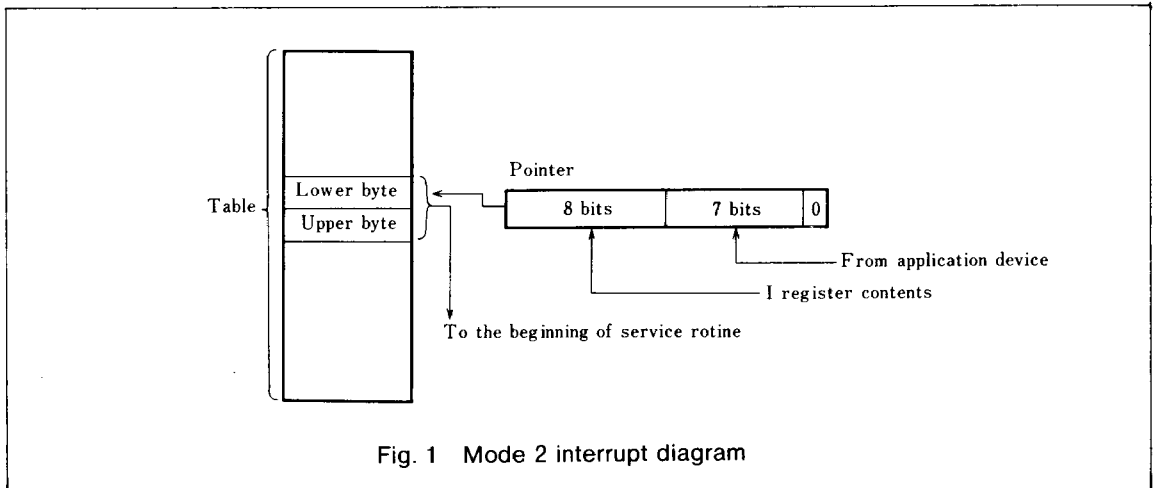 Pointer
Lower byte
8 bits 7 bits 0
Table
Upper byte
From application device
I register contents
To the beginning of service rotine
Fig. 1 Mode 2 interrupt diagram